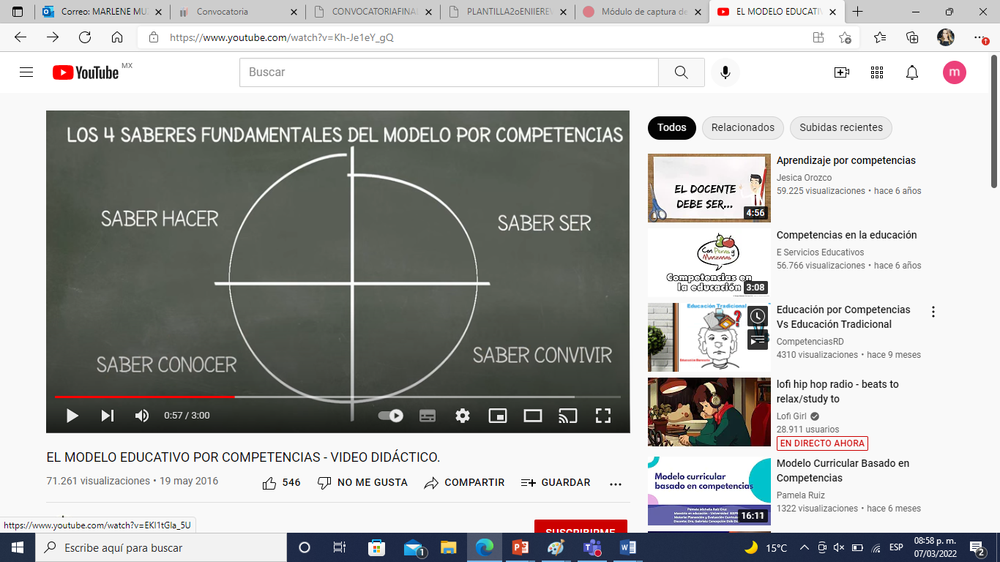 Correo: MARLENE MU
Convocatoria
CONVOCATORIAFINA
PLANTILLA2oENIIERE
Módulo de captura de
EL MODELO EDUCATIV
https://www.youtube.com/watch?v=Kh-Je1eY_gQ
YouTube MX
Buscar
m
LOS 4 SABERES FUNDAMENTALES DEL MODELO POR COMPETENCIAS
SABER HACER
SABER SER
SABER CONOCER
SABER CONVIVIR
0:57 / 3:00
EL MODELO EDUCATIVO POR COMPETENCIAS - VIDEO DIDÁCTICO.
71.261 visualizaciones • 19 may 2016
546
NO ME GUSTA
COMPARTIR
GUARDAR
SUSCRIBIRME
https://www.youtube.com/watch?v=EKl1tGla_3U
Todos
Relacionados
Subidas recientes
EL DOCENTE
DEBE SER...
4:56
Aprendizaje por competencias
Jesica Orozco
59.225 visualizaciones • hace 6 años
Con Peras y
Manzanas
Competencias en
la educación
3:08
Competencias en la educación
E Servicios Educativos
56.766 visualizaciones • hace 6 años
Educación Tradicional
Educación por Competencias
Vs Educación Tradicional
CompetenciasRD
4310 visualizaciones • hace 9 meses
lofi hip hop radio - beats to
relax/study to
Lofi Girl
28.911 usuarios
EN DIRECTO AHORA
Modelo curricular
basado en competencias
16:11
Modelo Curricular Basado en
Competencias
Pamela Ruiz
1322 visualizaciones • hace 6 meses
Escribe aquí para buscar
1
15°C
ESP
08:58 p. m.
07/03/2022
2